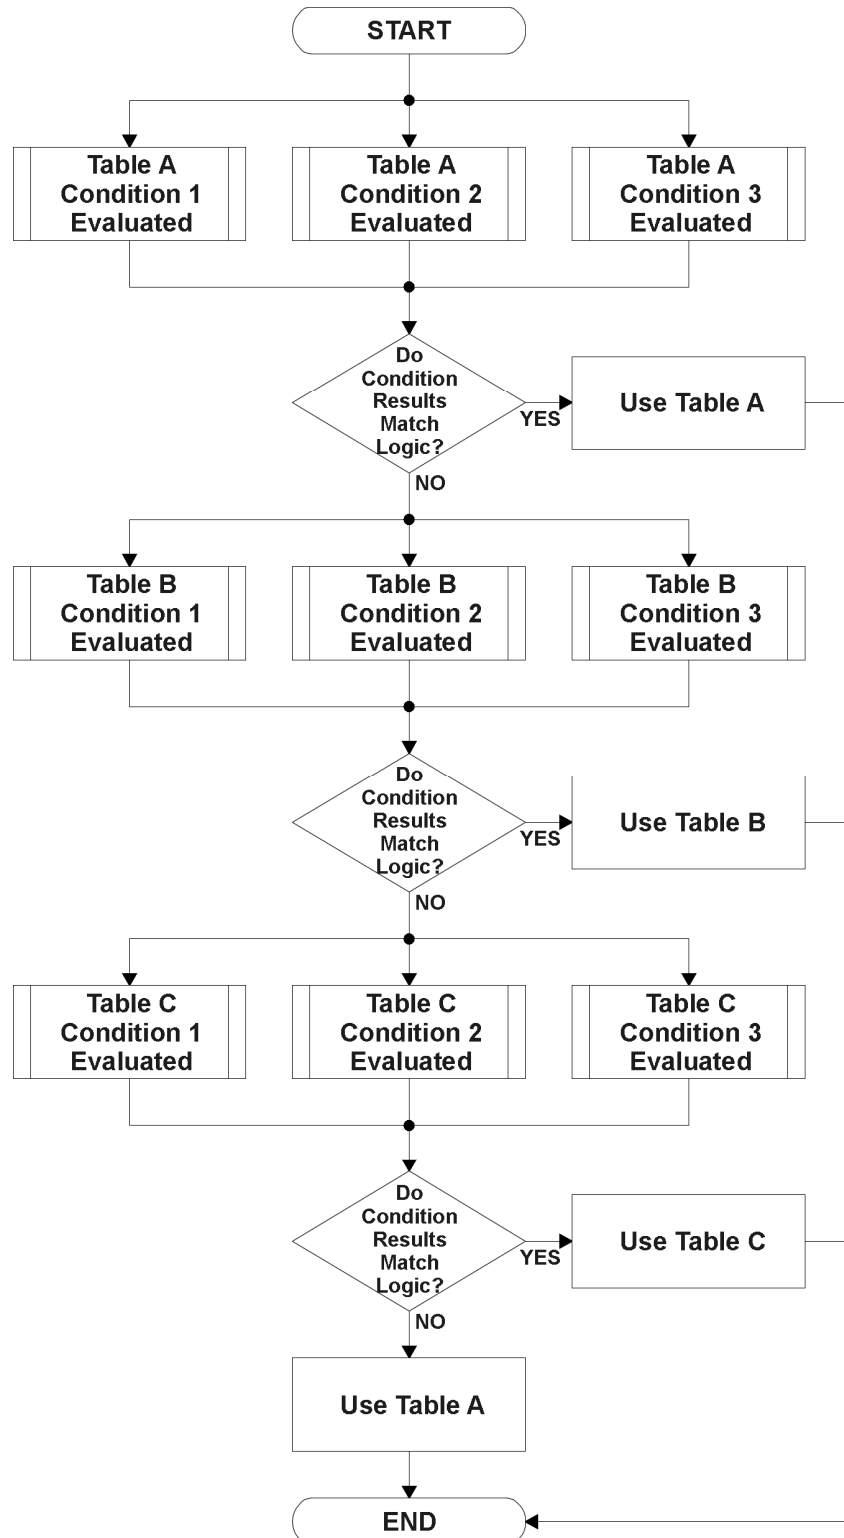 START
Table A
Condition 1
Evaluated
Table A
Condition 2
Evaluated
Table A
Condition 3
Evaluated
Do
Condition
Results
Match
Logic?
YES
Use Table A
NO
Table B
Condition 1
Evaluated
Table B
Condition 2
Evaluated
Table B
Condition 3
Evaluated
Do
Condition
Results
Match
Logic?
YES
Use Table B
NO
Table C
Condition 1
Evaluated
Table C
Condition 2
Evaluated
Table C
Condition 3
Evaluated
Do
Condition
Results
Match
Logic?
YES
Use Table C
NO
Use Table A
END